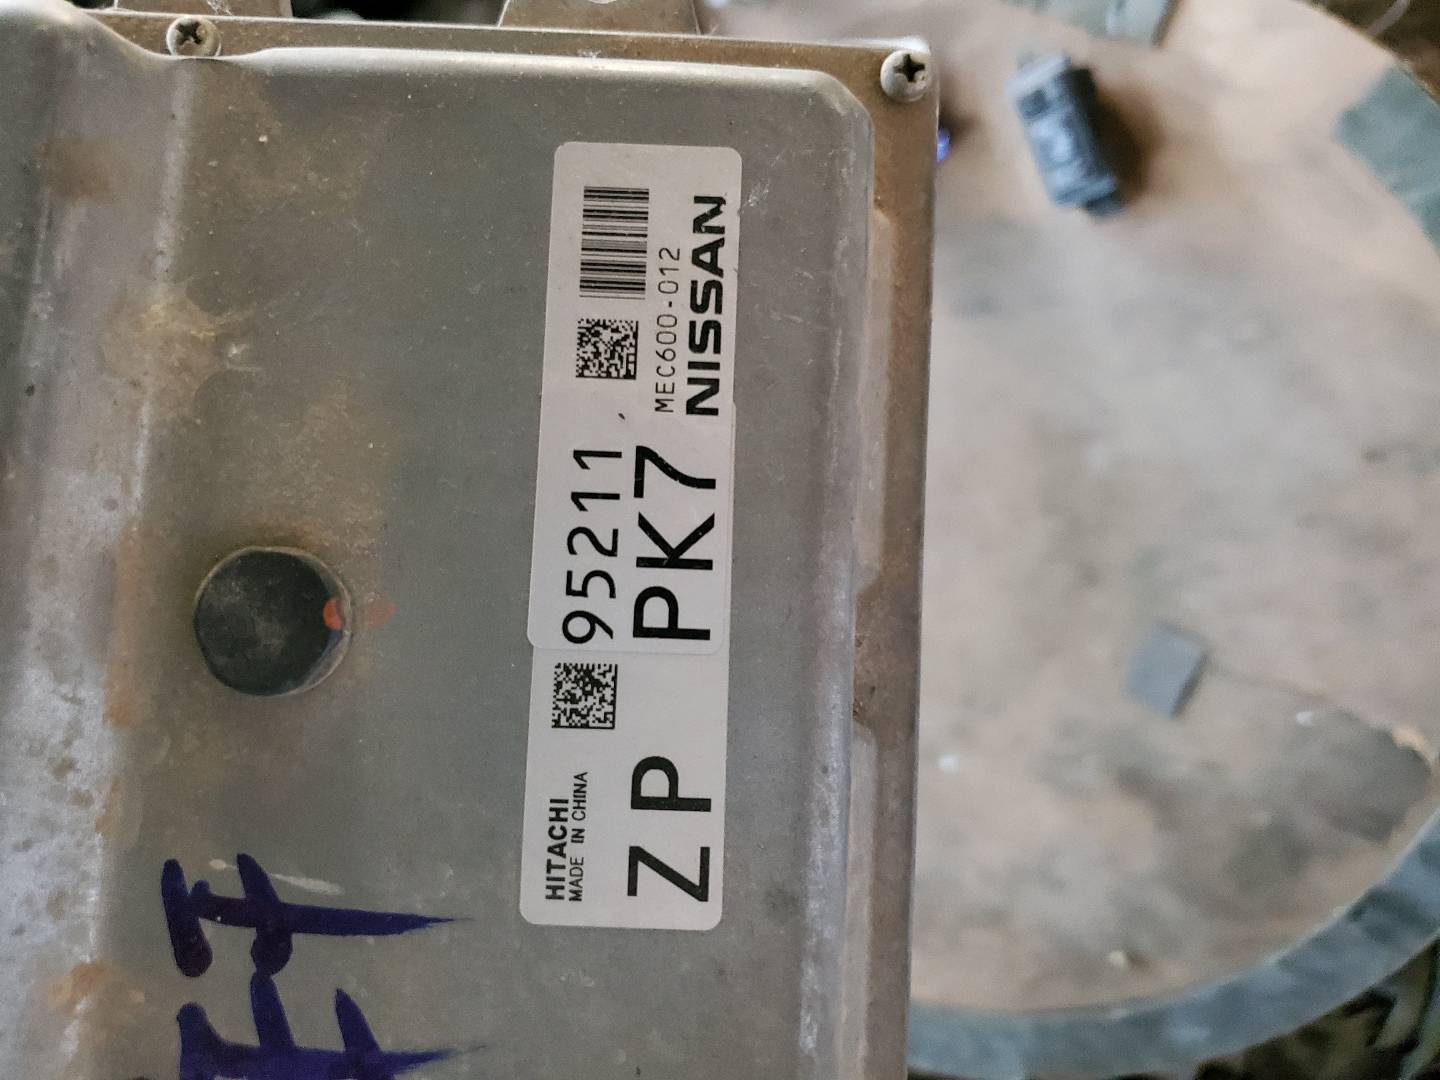 MEC600-012
NISSAN
95211
PK7
HITACHI
MADE IN CHINA
ZP